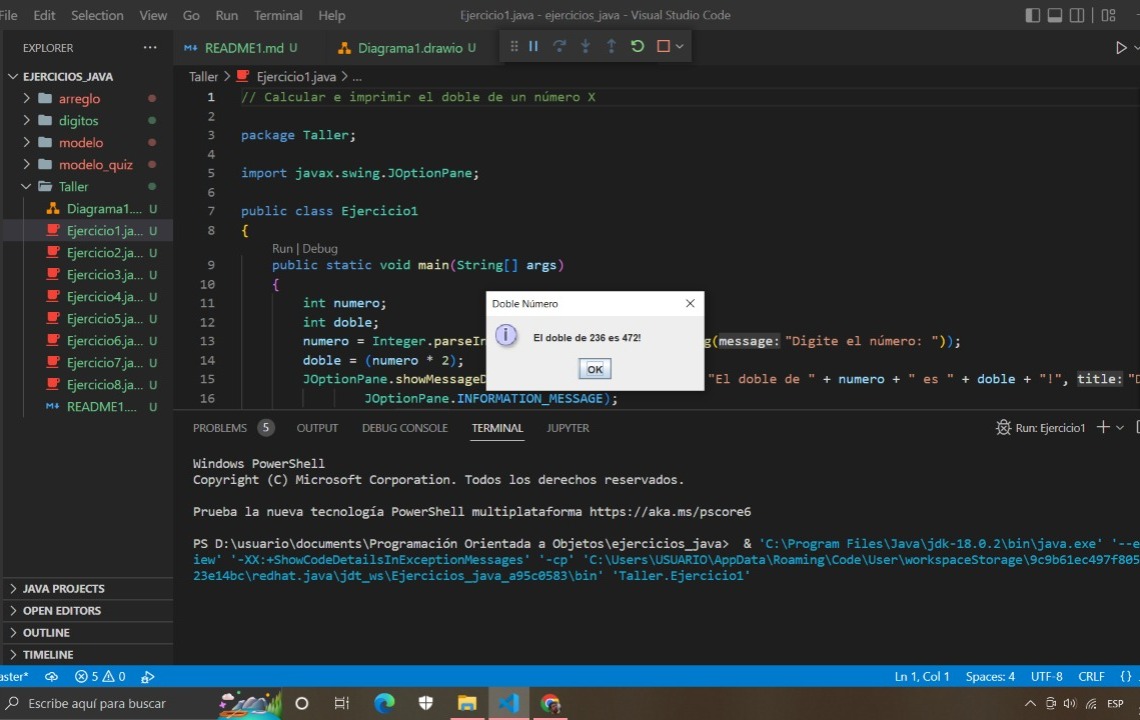 File Edit Selection View Go Run Terminal Help Ejercicio1.java - ejercicios_java - Visual Studio Code
EXPLORER ...
README1.md U
Diagrama1.drawio U
EJERCICIOS_JAVA
arreglo
digitos
modelo
modelo_quiz
Taller
Diagrama1.... U
Ejercicio1.ja... U
Ejercicio2.ja... U
Ejercicio3.ja... U
Ejercicio4.ja... U
Ejercicio5.ja... U
Ejercicio6.ja... U
Ejercicio7.ja... U
Ejercicio8.ja... U
README1.... U
JAVA PROJECTS
OPEN EDITORS
OUTLINE
TIMELINE
Taller > Ejercicio1.java > ...
1 // Calcular e imprimir el doble de un número X
2
3 package Taller;
4
5 import javax.swing.JOptionPane;
6
7 public class Ejercicio1
8 {
Run | Debug
9 public static void main(String[] args)
10 {
11 int numero;
12 int doble;
13 numero = Integer.parseIn g(message: "Digite el número: "));
14 doble = (numero * 2);
15 JOptionPane.showMessageD "El doble de " + numero + " es " + doble + "!", title: "D
16 JOptionPane.INFORMATION_MESSAGE);
Doble Número
El doble de 236 es 472!
OK
PROBLEMS 5 OUTPUT DEBUG CONSOLE TERMINAL JUPYTER Run: Ejercicio1
Windows PowerShell
Copyright (C) Microsoft Corporation. Todos los derechos reservados.
Prueba la nueva tecnología PowerShell multiplataforma https://aka.ms/pscore6
PS D:\usuario\documents\Programación Orientada a Objetos\ejercicios_java> & 'C:\Program Files\Java\jdk-18.0.2\bin\java.exe' '--e
iew' '-XX:+ShowCodeDetailsInExceptionMessages' '-cp' 'C:\Users\USUARIO\AppData\Roaming\Code\User\workspaceStorage\9c9b61ec497f805
23e14bc\redhat.java\jdt_ws\Ejercicios_java_a95c0583\bin' 'Taller.Ejercicio1'
aster* 5 0 Ln 1, Col 1 Spaces: 4 UTF-8 CRLF {}
Escribe aquí para buscar ESP